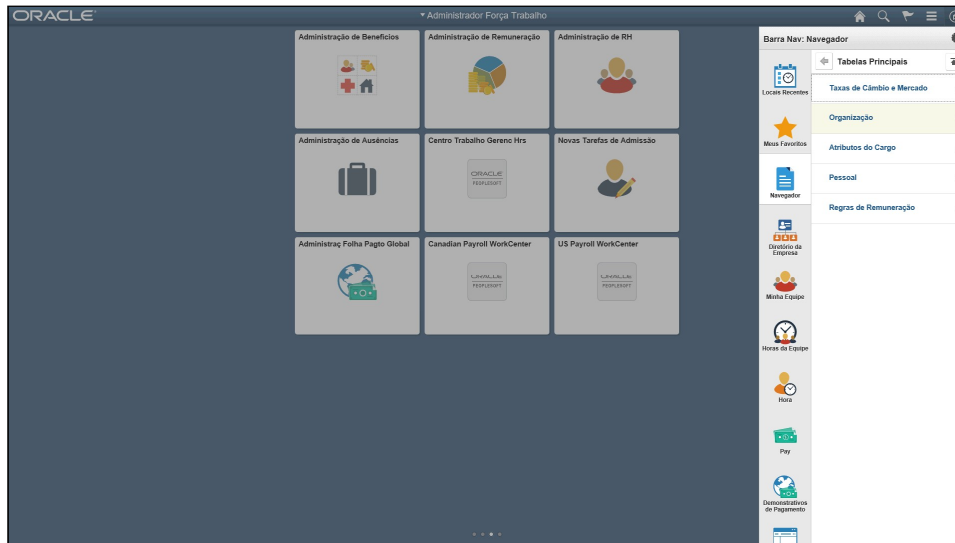 ORACLE
Administrador Força Trabalho
Administração de Benefícios
Administração de Remuneração
Administração de RH
Administração de Ausências
Centro Trabalho Gerenc Hrs
ORACLE
PEOPLESOFT
Novas Tarefas de Admissão
Administraç Folha Pagto Global
Canadian Payroll WorkCenter
ORACLE
PEOPLESOFT
US Payroll WorkCenter
ORACLE
PEOPLESOFT
Barra Nav: Navegador
Locais Recentes
Meus Favoritos
Navegador
Diretório da
Empresa
Minha Equipe
Horas da Equipe
Hora
Pay
Demonstrativos
de Pagamento
Tabelas Principais
Taxas de Câmbio e Mercado
Organização
Atributos do Cargo
Pessoal
Regras de Remuneração